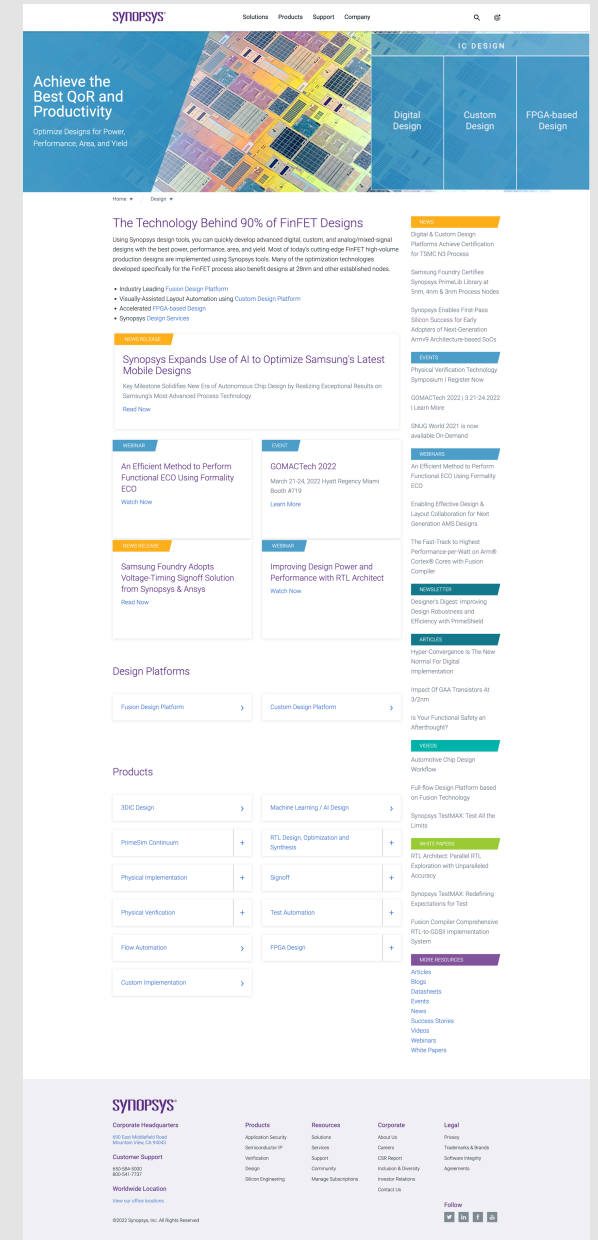 SYNOPSYS®
Solutions Products Support Company
IC DESIGN
Achieve the
Best QoR and
Productivity
Optimize Designs for Power,
Performance, Area, and Yield
Digital
Design
Custom
Design
FPGA-based
Design
Home
Design
The Technology Behind 90% of FinFET Designs
Using Synopsys design tools, you can quickly develop advanced digital, custom, and analog/mixed-signal
designs with the best power, performance, area, and yield. Most of today's cutting-edge FinFET high-volume
production designs are implemented using Synopsys tools. Many of the optimization technologies
developed specifically for the FinFET process also benefit designs at 28nm and other established nodes.
• Industry Leading Fusion Design Platform
• Visually-Assisted Layout Automation using Custom Design Platform
• Accelerated FPGA-based Design
• Synopsys Design Services
NEWS RELEASE
Synopsys Expands Use of AI to Optimize Samsung's Latest
Mobile Designs
Key Milestone Solidifies New Era of Autonomous Chip Design by Realizing Exceptional Results on
Samsung's Most Advanced Process Technology
Read Now
WEBINAR
An Efficient Method to Perform
Functional ECO Using Formality
ECO
Watch Now
EVENT
GOMACTech 2022
March 21-24, 2022 Hyatt Regency Miami
Booth #719
Learn More
NEWS RELEASE
Samsung Foundry Adopts
Voltage-Timing Signoff Solution
from Synopsys & Ansys
Read Now
WEBINAR
Improving Design Power and
Performance with RTL Architect
Watch Now
Design Platforms
Fusion Design Platform
Custom Design Platform
Products
3DIC Design
Machine Learning / AI Design
PrimeSim Continuum
RTL Design, Optimization and
Synthesis
Physical Implementation
Signoff
Physical Verification
Test Automation
Flow Automation
FPGA Design
Custom Implementation
NEWS
Digital & Custom Design
Platforms Achieve Certification
for TSMC N3 Process
Samsung Foundry Certifies
Synopsys PrimeLib Library at
5nm, 4nm & 3nm Process Nodes
Synopsys Enables First-Pass
Silicon Success for Early
Adopters of Next-Generation
Armv9 Architecture-based SoCs
EVENTS
Physical Verification Technology
Symposium I Register Now
GOMACTech 2022 | 3.21-24.2022
| Learn More
SNUG World 2021 is now
available On-Demand
WEBINARS
An Efficient Method to Perform
Functional ECO Using Formality
ECO
Enabling Effective Design &
Layout Collaboration for Next
Generation AMS Designs
The Fast-Track to Highest
Performance-per-Watt on Arm®
Cortex® Cores with Fusion
Compiler
NEWSLETTER
Designer's Digest: Improving
Design Robustness and
Efficiency with PrimeShield
ARTICLES
Hyper-Convergence Is The New
Normal For Digital
Implementation
Impact Of GAA Transistors At
3/2nm
Is Your Functional Safety an
Afterthought?
VIDEOS
Automotive Chip Design
Workflow
Full-flow Design Platform based
on Fusion Technology
Synopsys TestMAX: Test All the
Limits
WHITE PAPERS
RTL Architect: Parallel RTL
Exploration with Unparalleled
Accuracy
Synopsys TestMAX: Redefining
Expectations for Test
Fusion Compiler Comprehensive
RTL-to-GDSII Implementation
System
MORE RESOURCES
Articles
Blogs
Datasheets
Events
News
Success Stories
Videos
Webinars
White Papers
SYNOPSYS®
Corporate Headquarters
690 East Middlefield Road
Mountain View, CA 94043
Customer Support
650-584-5000
800-541-7737
Worldwide Location
View our office locations
©2022 Synopsys, Inc. All Rights Reserved
Products
Application Security
Semiconductor IP
Verification
Design
Silicon Engineering
Resources
Solutions
Services
Support
Community
Manage Subscriptions
Corporate
About Us
Careers
CSR Report
Inclusion & Diversity
Investor Relations
Contact Us
Legal
Privacy
Trademarks & Brands
Software Integrity
Agreements
Follow